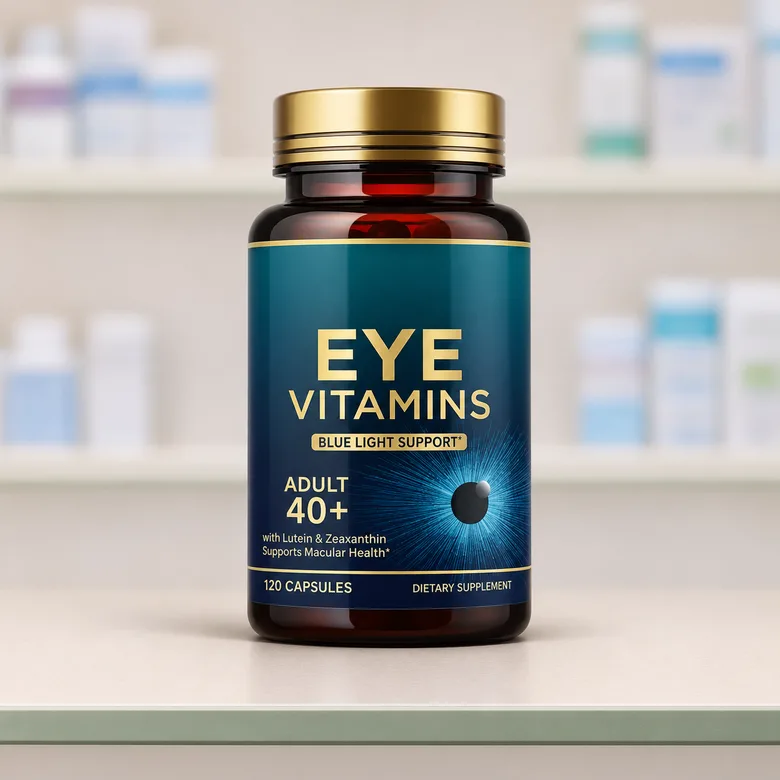 EYE
VITAMINS
BLUE LIGHT SUPPORT*
ADULT
40+
with Lutein & Zeaxanthin
Supports Macular Health*
120 CAPSULES
DIETARY SUPPLEMENT